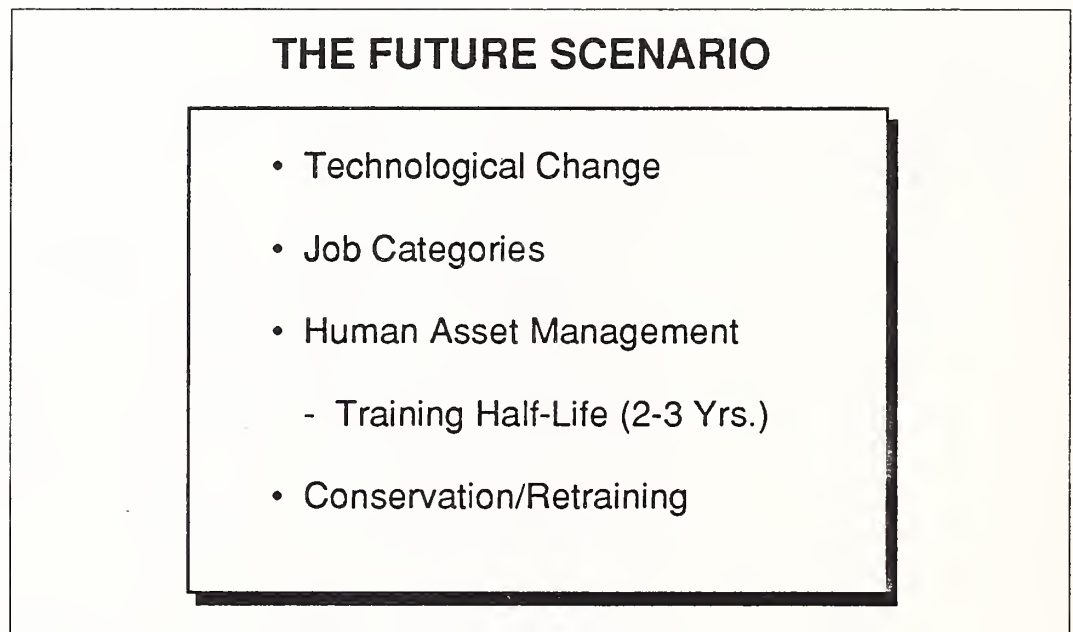 THE FUTURE SCENARIO
• Technological Change
• Job Categories
• Human Asset Management
- Training Half-Life (2-3 Yrs.)
• Conservation/Retraining